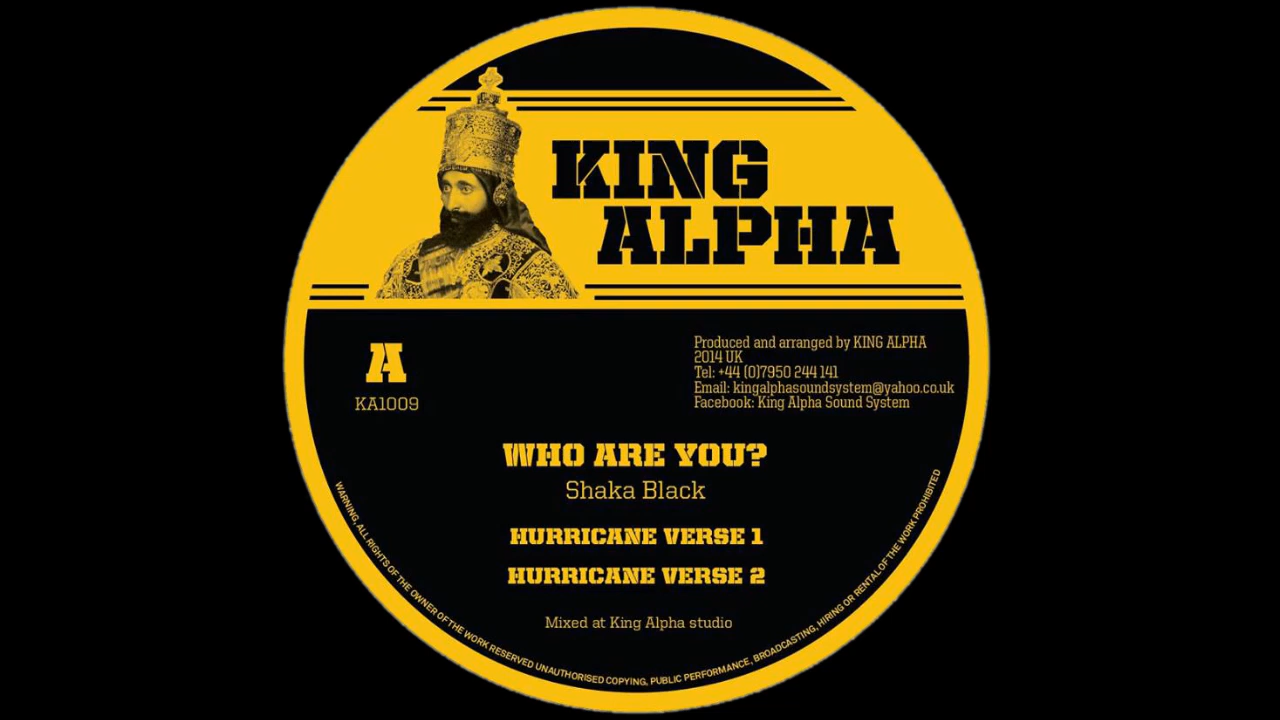 KING
ALPHA
A
KA1009
Produced and arranged by KING ALPHA
2014 UK
Tel: +44 (0)7950 244 141
Email: kingalphasoundsystem@yahoo.co.uk
Facebook: King Alpha Sound System
WHO ARE YOU?
Shaka Black
HURRICANE VERSE 1
HURRICANE VERSE 2
Mixed at King Alpha studio
WARNING, ALL RIGHTS OF THE OWNER OF THE WORK RESERVED UNAUTHORISED COPYING, PUBLIC PERFORMANCE, BROADCASTING, HIRING OR RENTAL OF THE WORK PROHIBITED